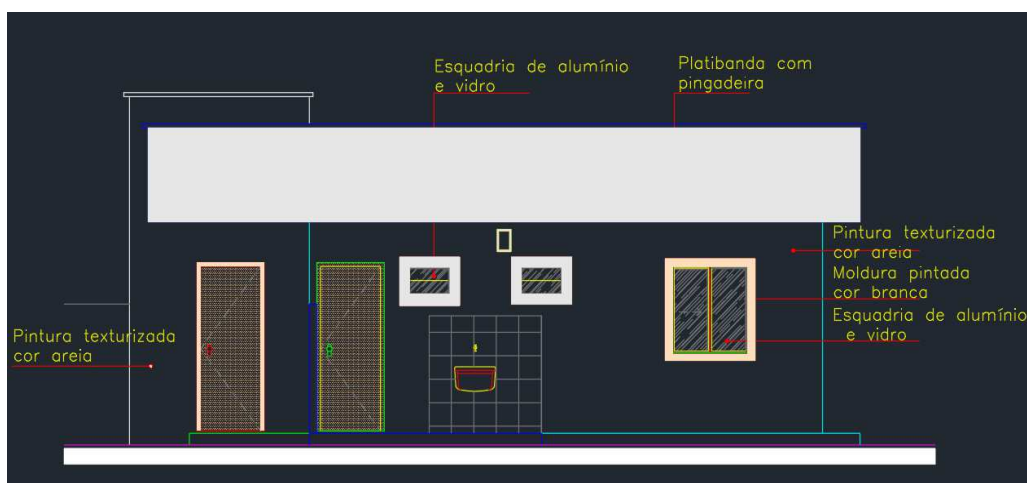 Esquadria de alumínio
e vidro
Platibanda com
pingadeira
Pintura texturizada
cor areia
Moldura pintada
cor branca
Esquadria de alumínio
e vidro
Pintura texturizada
cor areia